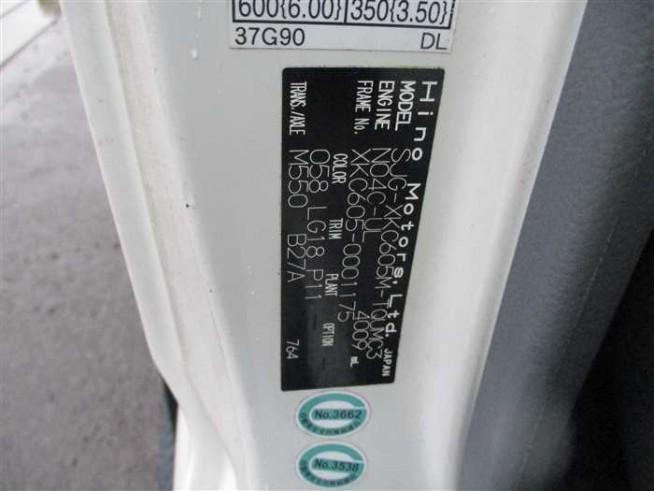 600{6.00} 350{3.50}
37G90 DL
Hino Motors, Ltd. JAPAN
MODEL SJG-XKC605M-TQUMC3
ENGINE N04C-UL 4009 mL
FRAME No. XKC605-0001175
COLOR TRIM PLANT OPTION
058 LG18 P11 —
TRANS./AXLE M550 B27A
764
No.3662
No.3538